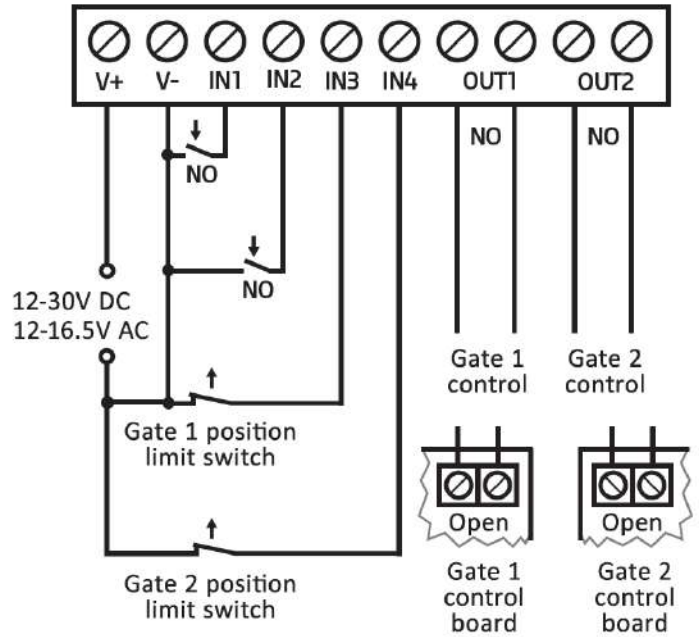 V+ V- IN1 IN2 IN3 IN4 OUT1 OUT2
NO NO
NO
NO
12-30V DC
12-16.5V AC
Gate 1
control
Gate 2
control
Gate 1 position
limit switch
Open
Open
Gate 2 position
limit switch
Gate 1
control
board
Gate 2
control
board